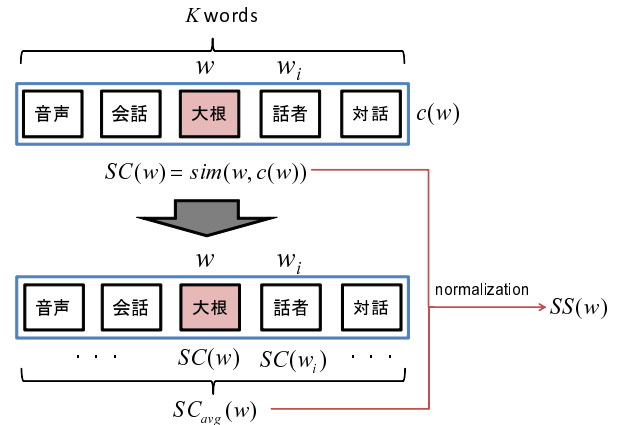 K words
w w_i
音声 会話 大根 話者 対話 c(w)
SC(w) = sim(w, c(w))
w w_i
normalization
音声 会話 大根 話者 対話
SS(w)
· · · SC(w) SC(w_i) · · ·
SC_avg(w)